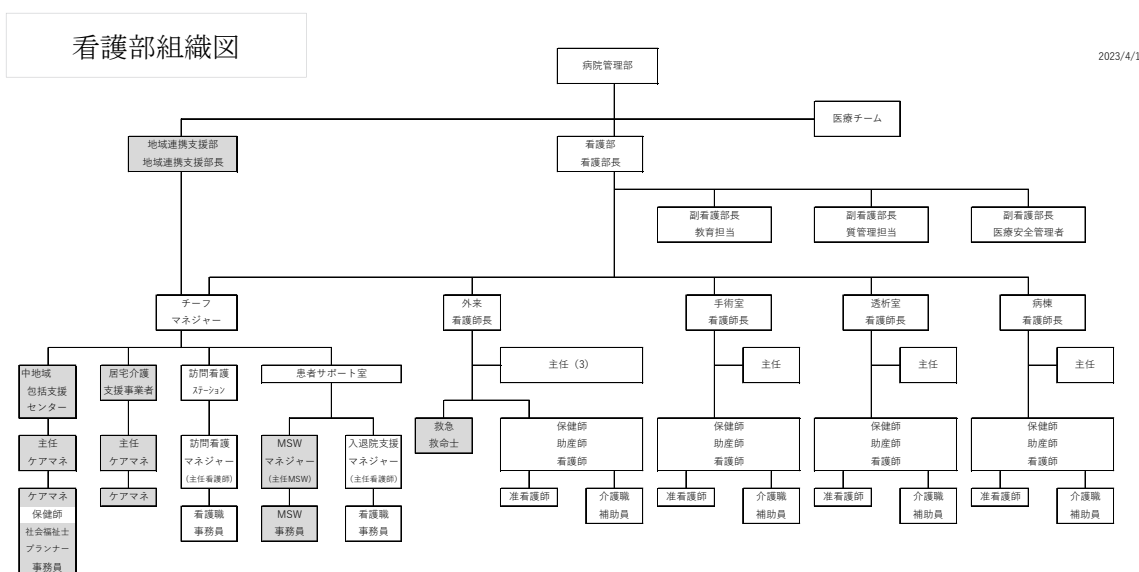 看護部組織図
2023/4/1
病院管理部
医療チーム
地域連携支援部
地域連携支援部長
看護部
看護部長
副看護部長
教育担当
副看護部長
質管理担当
副看護部長
医療安全管理者
チーフ
マネジャー
外来
看護師長
手術室
看護師長
透析室
看護師長
病棟
看護師長
中地域
包括支援
センター
居宅介護
支援事業者
訪問看護
ステーション
患者サポート室
主任（3）
主任
主任
主任
主任
ケアマネ
主任
ケアマネ
訪問看護
マネジャー
(主任看護師)
MSW
マネジャー
(主任MSW)
入退院支援
マネジャー
(主任看護師)
救急
救命士
保健師
助産師
看護師
保健師
助産師
看護師
保健師
助産師
看護師
保健師
助産師
看護師
ケアマネ
保健師
社会福祉士
プランナー
事務員
ケアマネ
看護職
事務員
MSW
事務員
看護職
事務員
准看護師
介護職
補助員
准看護師
介護職
補助員
准看護師
介護職
補助員
准看護師
介護職
補助員